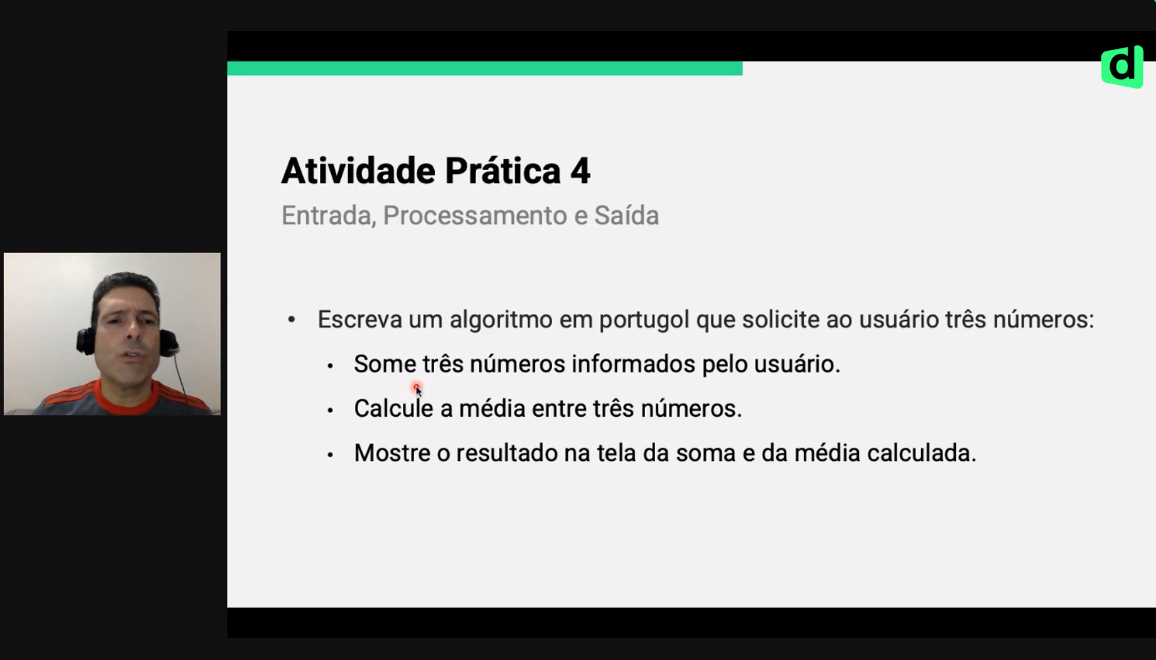 d
Atividade Prática 4
Entrada, Processamento e Saída
• Escreva um algoritmo em portugol que solicite ao usuário três números:
• Some três números informados pelo usuário.
• Calcule a média entre três números.
• Mostre o resultado na tela da soma e da média calculada.